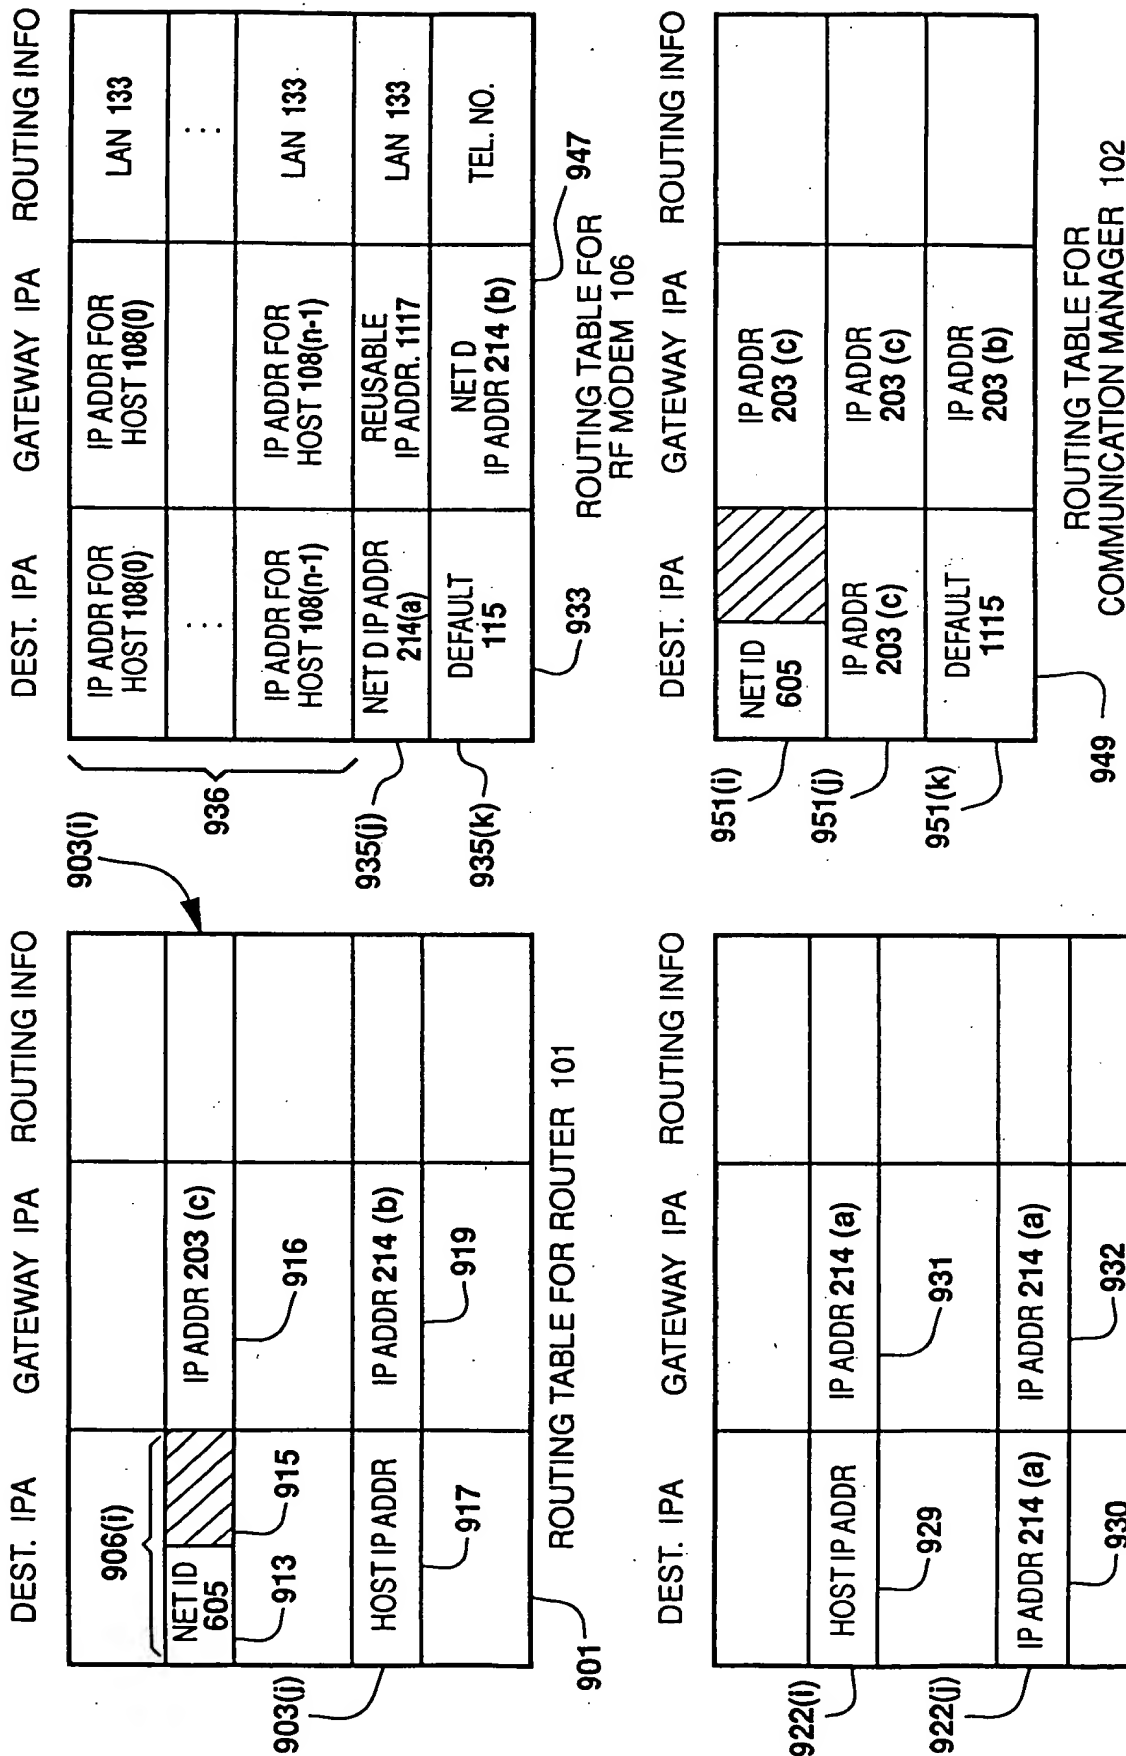 DEST. IPA GATEWAY IPA ROUTING INFO
906(i)
903(i)
NET ID
605
IP ADDR 203 (c)
913
915
916
903(j)
HOST IP ADDR
IP ADDR 214 (b)
917
919
901
ROUTING TABLE FOR ROUTER 101
DEST. IPA GATEWAY IPA ROUTING INFO
IP ADDR FOR
HOST 108(0)
IP ADDR FOR
HOST 108(0)
LAN 133
⋮
⋮
936
IP ADDR FOR
HOST 108(n-1)
IP ADDR FOR
HOST 108(n-1)
LAN 133
935(j)
NET D IP ADDR
214(a)
REUSABLE
IP ADDR. 1117
LAN 133
935(k)
DEFAULT
115
NET D
IP ADDR 214 (b)
TEL. NO.
933
947
ROUTING TABLE FOR
RF MODEM 106
DEST. IPA GATEWAY IPA ROUTING INFO
922(i)
HOST IP ADDR
IP ADDR 214 (a)
929
931
922(j)
IP ADDR 214 (a)
IP ADDR 214 (a)
930
932
DEST. IPA GATEWAY IPA ROUTING INFO
951(i)
NET ID
605
IP ADDR
203 (c)
951(j)
IP ADDR
203 (c)
IP ADDR
203 (c)
951(k)
DEFAULT
1115
IP ADDR
203 (b)
949
ROUTING TABLE FOR
COMMUNICATION MANAGER 102